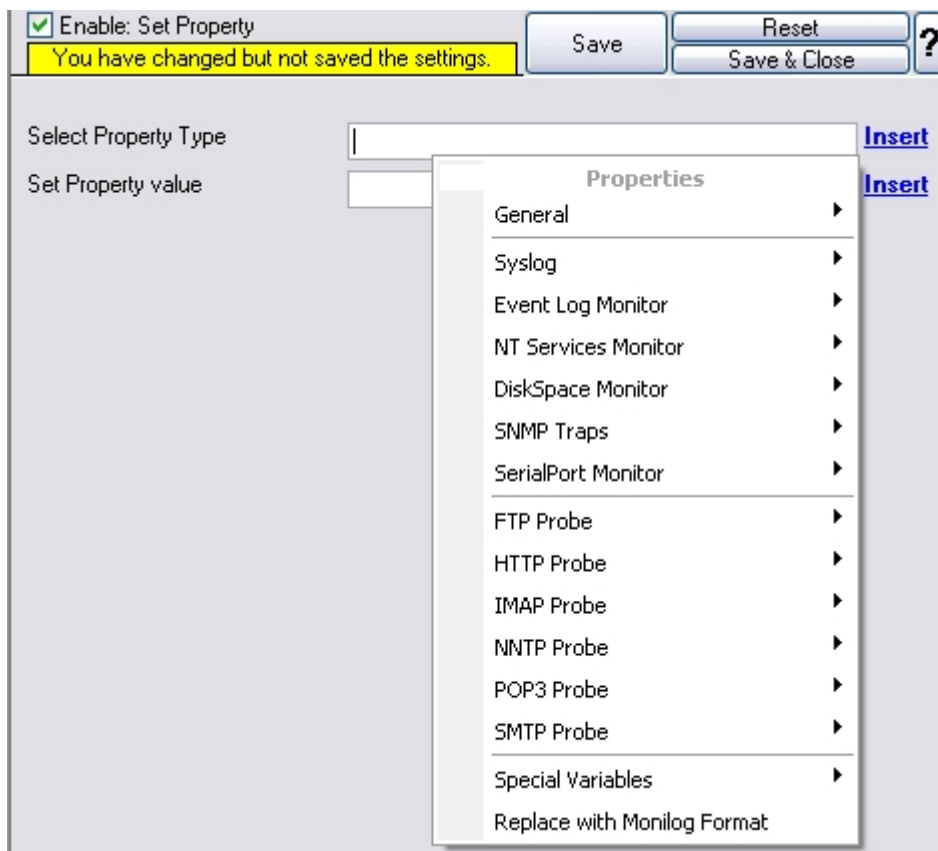 Enable: Set Property
You have changed but not saved the settings.
Save
Reset
Save & Close
?
Select Property Type
Insert
Set Property value
Insert
Properties
General
Syslog
Event Log Monitor
NT Services Monitor
DiskSpace Monitor
SNMP Traps
SerialPort Monitor
FTP Probe
HTTP Probe
IMAP Probe
NNTP Probe
POP3 Probe
SMTP Probe
Special Variables
Replace with Monilog Format